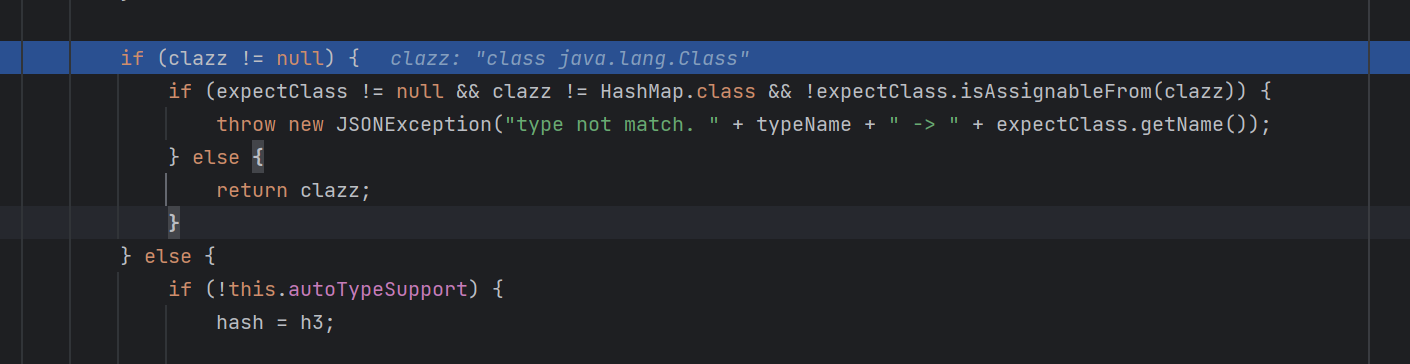 if (clazz != null) {   clazz: "class java.lang.Class"
if (expectClass != null && clazz != HashMap.class && !expectClass.isAssignableFrom(clazz)) {
throw new JSONException("type not match. " + typeName + " -> " + expectClass.getName());
} else {
return clazz;
}
} else {
if (!this.autoTypeSupport) {
hash = h3;